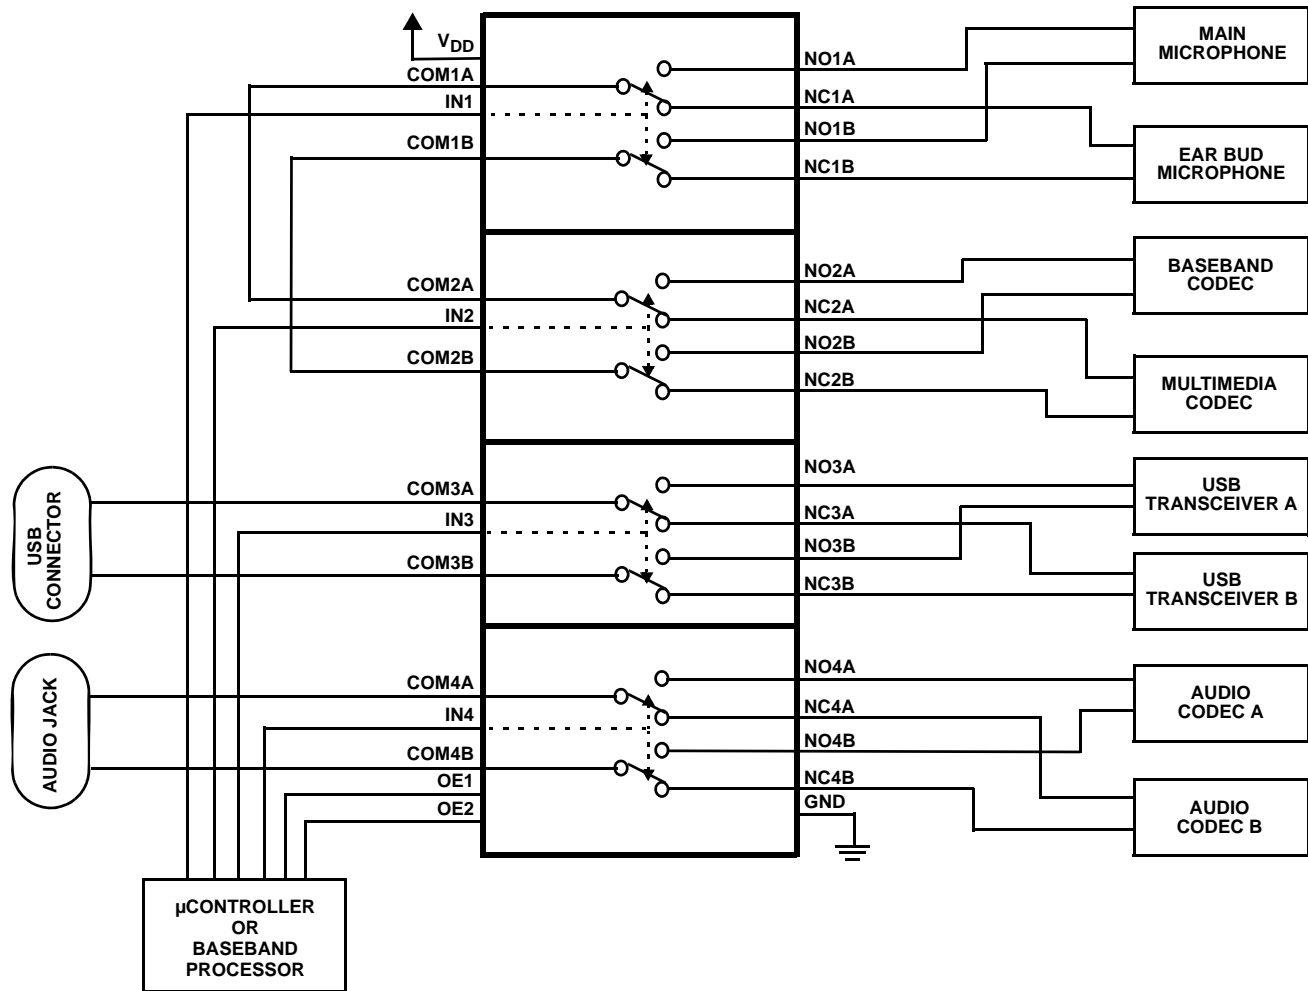 V_DD
COM1A
IN1
COM1B
COM2A
IN2
COM2B
COM3A
IN3
COM3B
COM4A
IN4
COM4B
OE1
OE2
USB
CONNECTOR
AUDIO JACK
µCONTROLLER
OR
BASEBAND
PROCESSOR
NO1A
NC1A
NO1B
NC1B
NO2A
NC2A
NO2B
NC2B
NO3A
NC3A
NO3B
NC3B
NO4A
NC4A
NO4B
NC4B
GND
MAIN
MICROPHONE
EAR BUD
MICROPHONE
BASEBAND
CODEC
MULTIMEDIA
CODEC
USB
TRANSCEIVER A
USB
TRANSCEIVER B
AUDIO
CODEC A
AUDIO
CODEC B